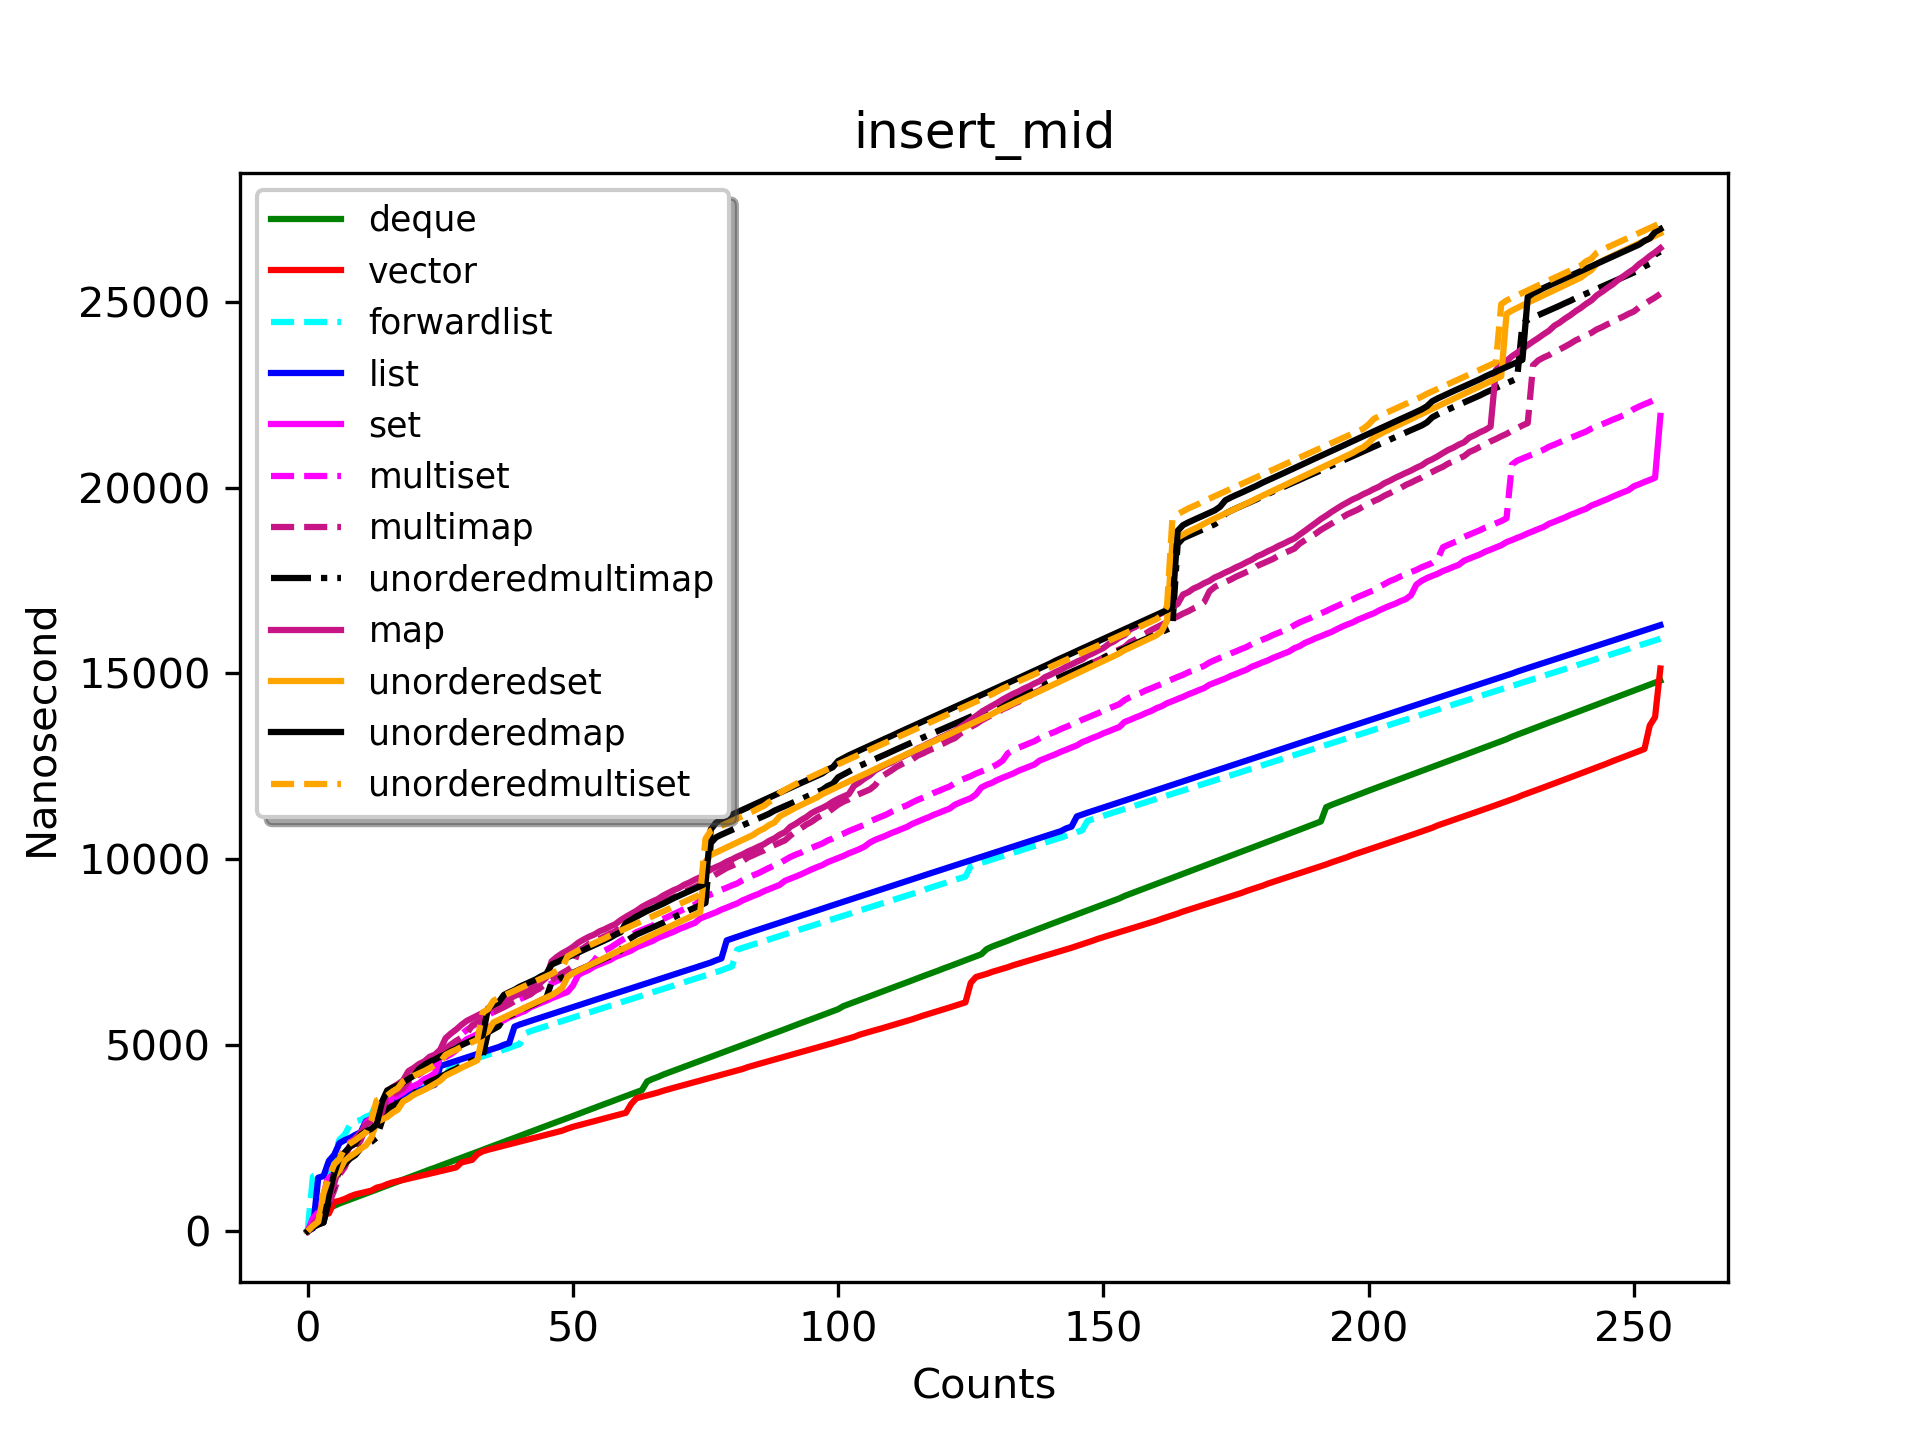 insert_mid
deque
vector
forwardlist
list
set
multiset
multimap
unorderedmultimap
map
unorderedset
unorderedmap
unorderedmultiset
Nanosecond
25000
20000
15000
10000
5000
0
0 50 100 150 200 250
Counts